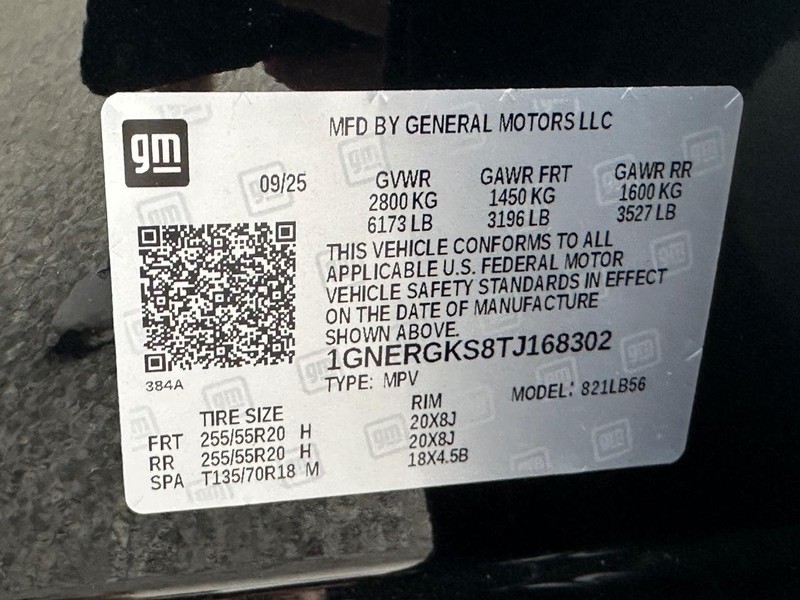 gm
MFD BY GENERAL MOTORS LLC
09/25
GVWR GAWR FRT GAWR RR
2800 KG 1450 KG 1600 KG
6173 LB 3196 LB 3527 LB
THIS VEHICLE CONFORMS TO ALL
APPLICABLE U.S. FEDERAL MOTOR
VEHICLE SAFETY STANDARDS IN EFFECT
ON THE DATE OF MANUFACTURE
SHOWN ABOVE.
1GNERGKS8TJ168302
384A
TYPE: MPV MODEL: 821LB56
TIRE SIZE RIM
FRT 255/55R20 H 20X8J
RR 255/55R20 H 20X8J
SPA T135/70R18 M 18X4.5B